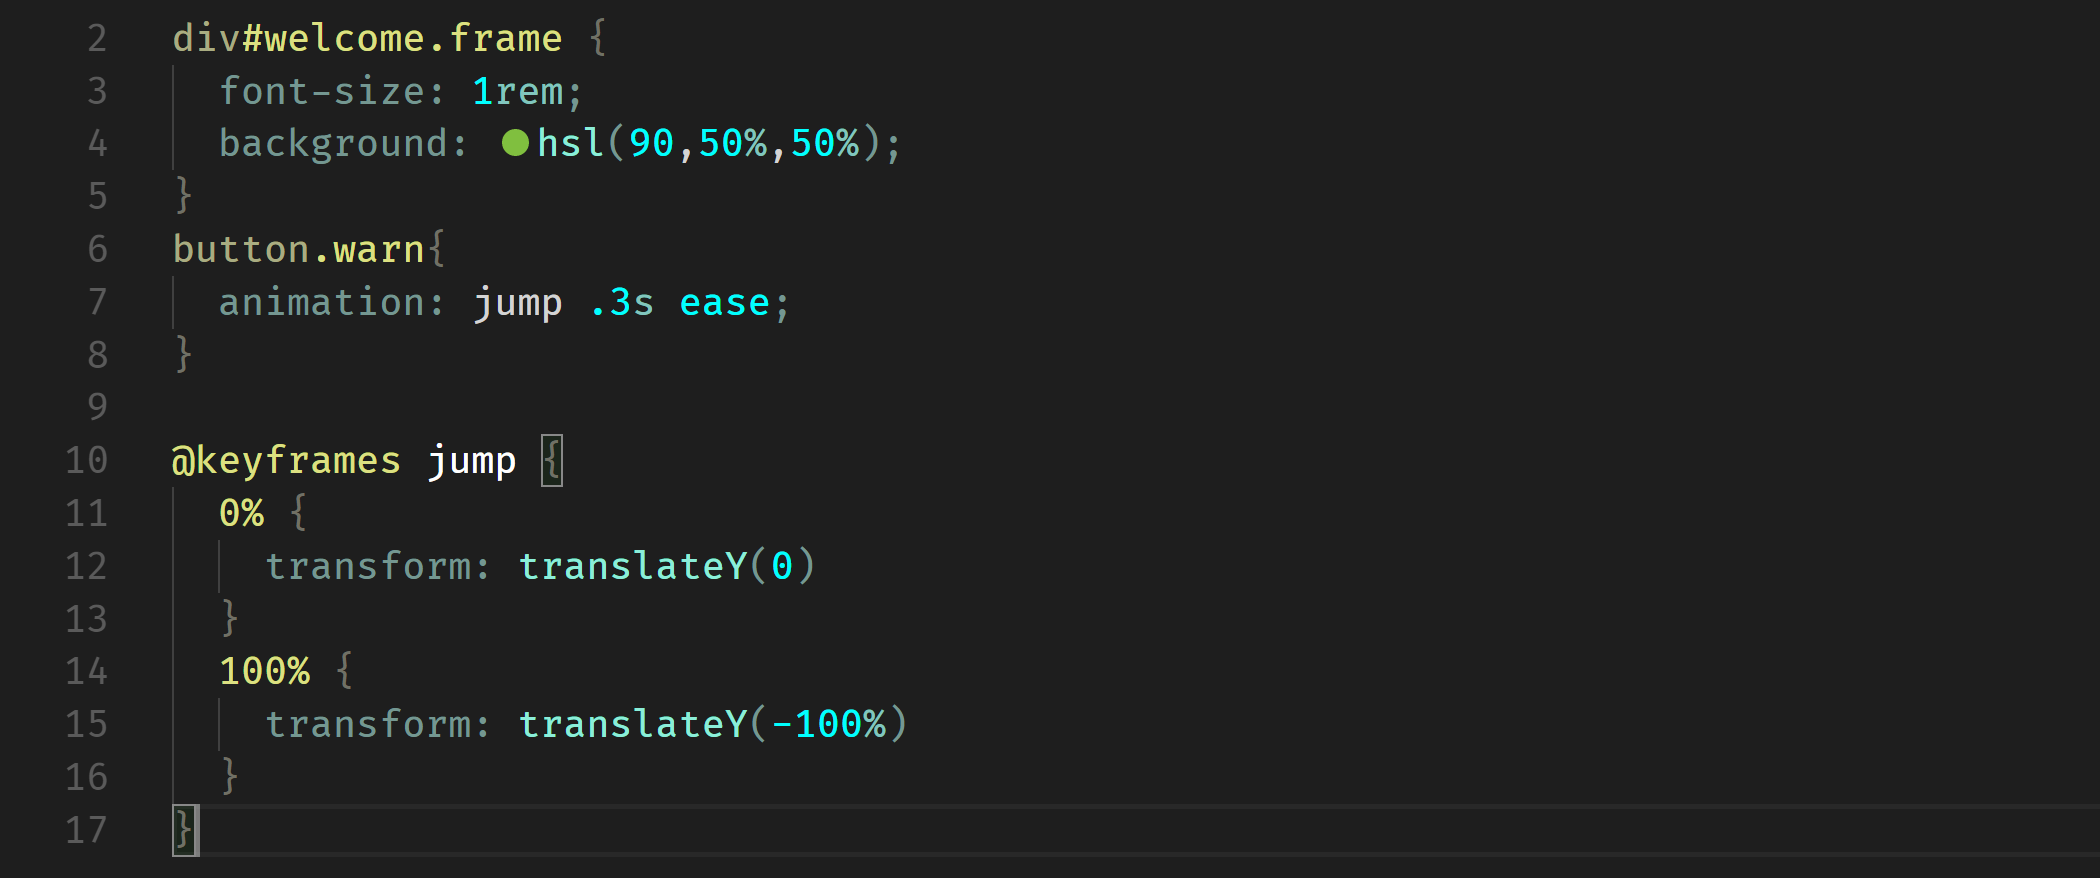 2 div#welcome.frame {
3 font-size: 1rem;
4 background: hsl(90,50%,50%);
5 }
6 button.warn{
7 animation: jump .3s ease;
8 }
9
10 @keyframes jump {
11 0% {
12 transform: translateY(0)
13 }
14 100% {
15 transform: translateY(-100%)
16 }
17 }